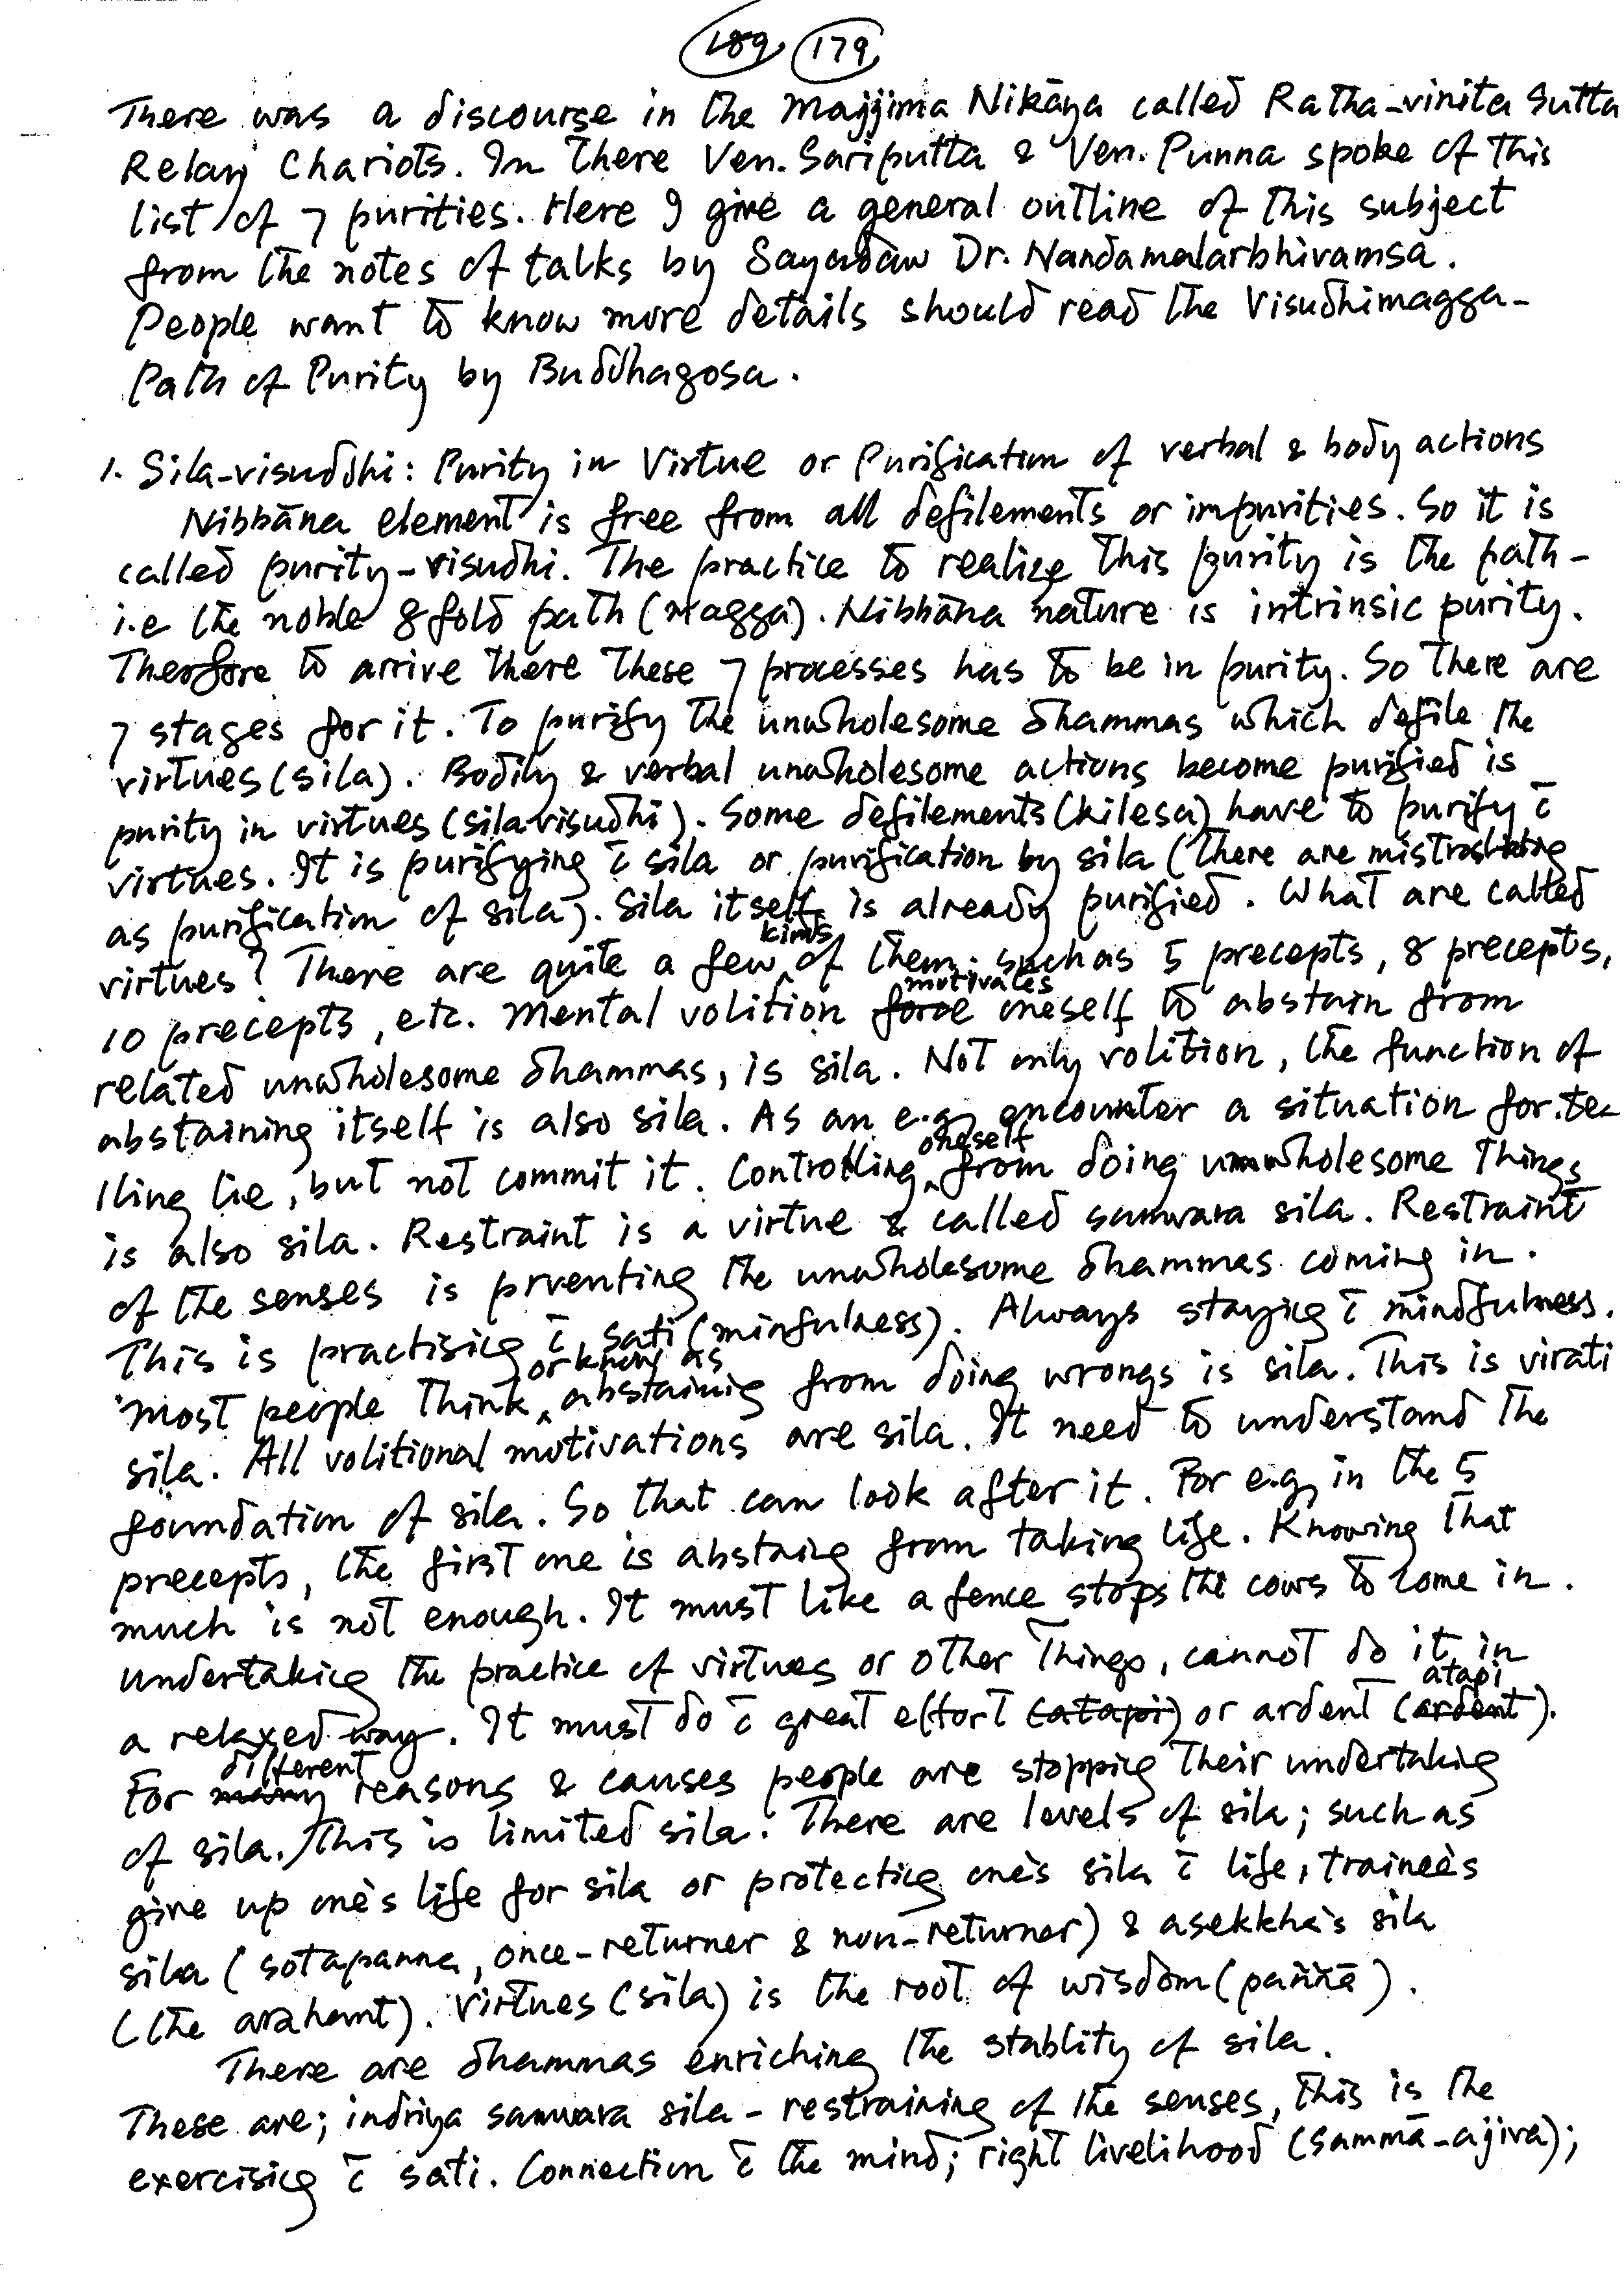 189 179
There was a discourse in the Majjima Nikāya called Ratha-vinita Sutta
Relay Chariots. In there Ven. Sariputta & Ven. Punna spoke of this
list of 7 purities. Here I give a general outline of this subject
from the notes of talks by Sayadaw Dr. Nandamalarbhivamsa.
People want to know more details should read the Visudhimagga-
Path of Purity by Buddhagosa.
1. Sila-visuddhi: Purity in Virtue or Purification of verbal & body actions
Nibbāna element is free from all defilements or impurities. So it is
called purity-visudhi. The practice to realize this purity is the path-
i.e the noble 8 fold path (Magga). Nibbāna nature is intrinsic purity.
Therfore to arrive there these 7 processes has to be in purity. So there are
7 stages for it. To purify the unwholesome dhammas which defile the
virtues (sila). Bodily & verbal unwholesome actions become purified is
purity in virtues (silavisudhi). Some defilements (kilesa) have to purify c̄
virtues. It is purifying c̄ sila or purification by sila (there are mistranslating
as purification of sila). Sila itself is already purified. What are called
virtues? There are quite a few kinds of them. such as 5 precepts, 8 precepts,
10 precepts, etc. Mental volition force motivates oneself to abstain from
related unwholesome dhammas, is sila. Not only volition, the function of
abstaining itself is also sila. As an e.g, encounter a situation for te-
lling lie, but not commit it. Controlling oneself from doing unwholesome things
is also sila. Restraint is a virtue & called samvara sila. Restraint
of the senses is prventing the unwholesome dhammas coming in.
This is practising c̄ sati (minfulness). Always staying c̄ mindfulness.
Most people think or know as abstaining from doing wrongs is sila. This is virati
sila. All volitional motivations are sila. It need to understand the
foundation of sila. So that can look after it. For e.g, in the 5
precepts, the first one is abstaing from taking life. Knowing that
much is not enough. It must like a fence stops the cows to come in.
Undertaking the practice of virtues or other things, cannot do it in
a relaxed way. It must do c̄ great effort (atapi) or ardent (ardent) atapi.
For many different reasons & causes people are stopping their undertaking
of sila. This is limited sila. There are levels of sila; such as
give up one's life for sila or protecting one's sila c̄ life, trainee's
sila (sotapanna, once-returner & non-returner) & asekkha's sila
(the arahant). Virtues (sila) is the root of wisdom (paññā).
There are dhammas enriching the stablity of sila.
These are; indriya samvara sila - restraining of the senses, this is the
exercising c̄ sati. Connection c̄ the mind; right livelihood (sammā-ajiva);